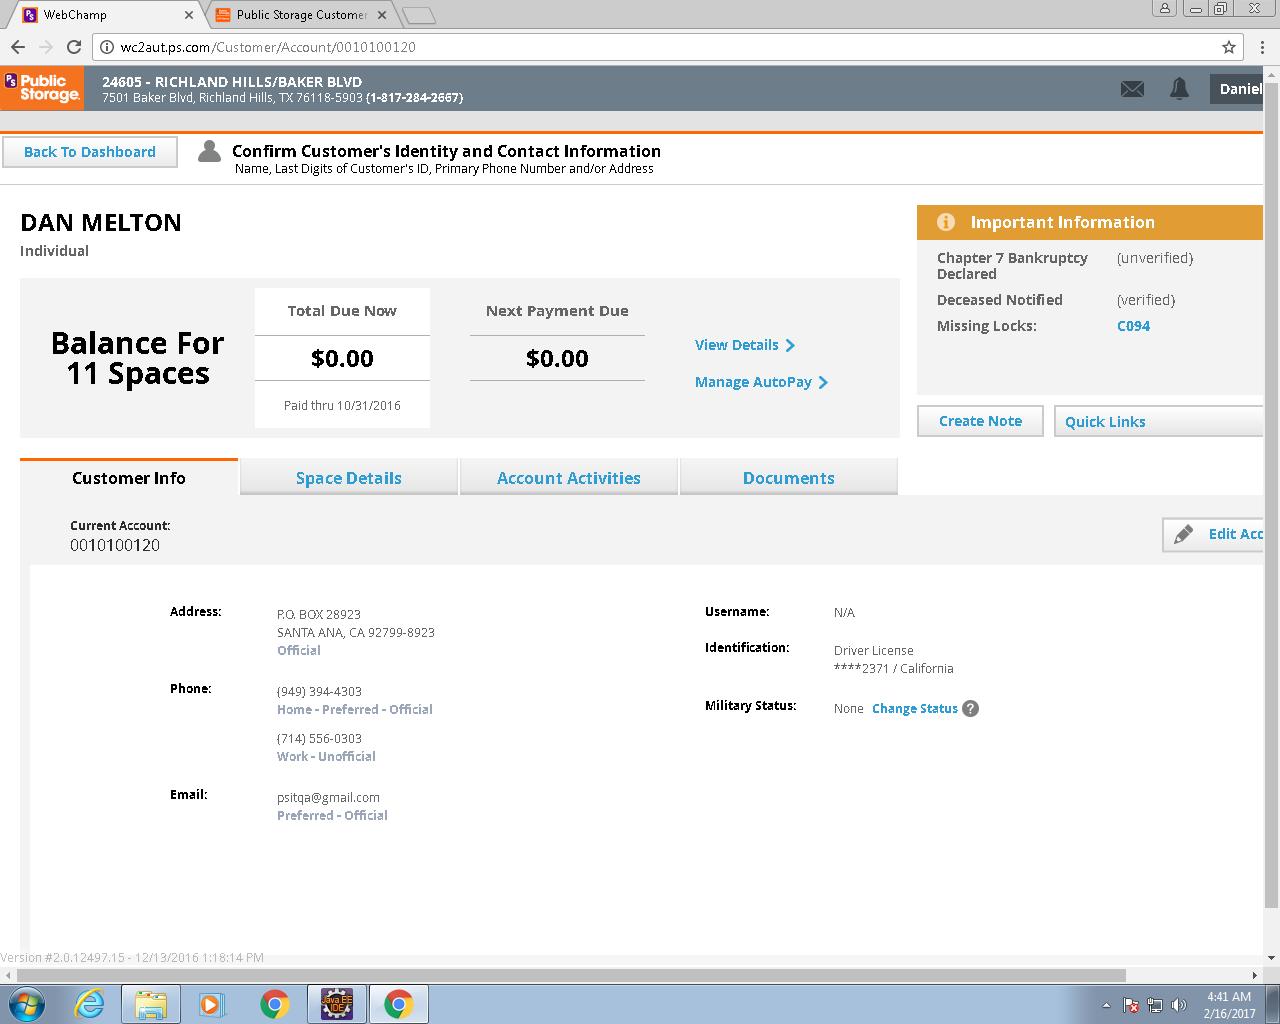 WebChamp
Public Storage Customer
wc2aut.ps.com/Customer/Account/0010100120
PS Public
Storage.
24605 - RICHLAND HILLS/BAKER BLVD
7501 Baker Blvd, Richland Hills, TX 76118-5903 (1-817-284-2667)
Daniel
Back To Dashboard
Confirm Customer's Identity and Contact Information
Name, Last Digits of Customer's ID, Primary Phone Number and/or Address
DAN MELTON
Individual
Balance For
11 Spaces
Total Due Now
$0.00
Paid thru 10/31/2016
Next Payment Due
$0.00
View Details
Manage AutoPay
Important Information
Chapter 7 Bankruptcy Declared (unverified)
Deceased Notified (verified)
Missing Locks: C094
Create Note
Quick Links
Customer Info
Space Details
Account Activities
Documents
Current Account:
0010100120
Edit Acc
Address:
P.O. BOX 28923
SANTA ANA, CA 92799-8923
Official
Phone:
(949) 394-4303
Home - Preferred - Official
(714) 556-0303
Work - Unofficial
Email:
psitqa@gmail.com
Preferred - Official
Username: N/A
Identification:
Driver License
****2371 / California
Military Status: None Change Status ?
Version #2.0.12497.15 - 12/13/2016 1:18:14 PM
Java EE
IDE
4:41 AM
2/16/2017